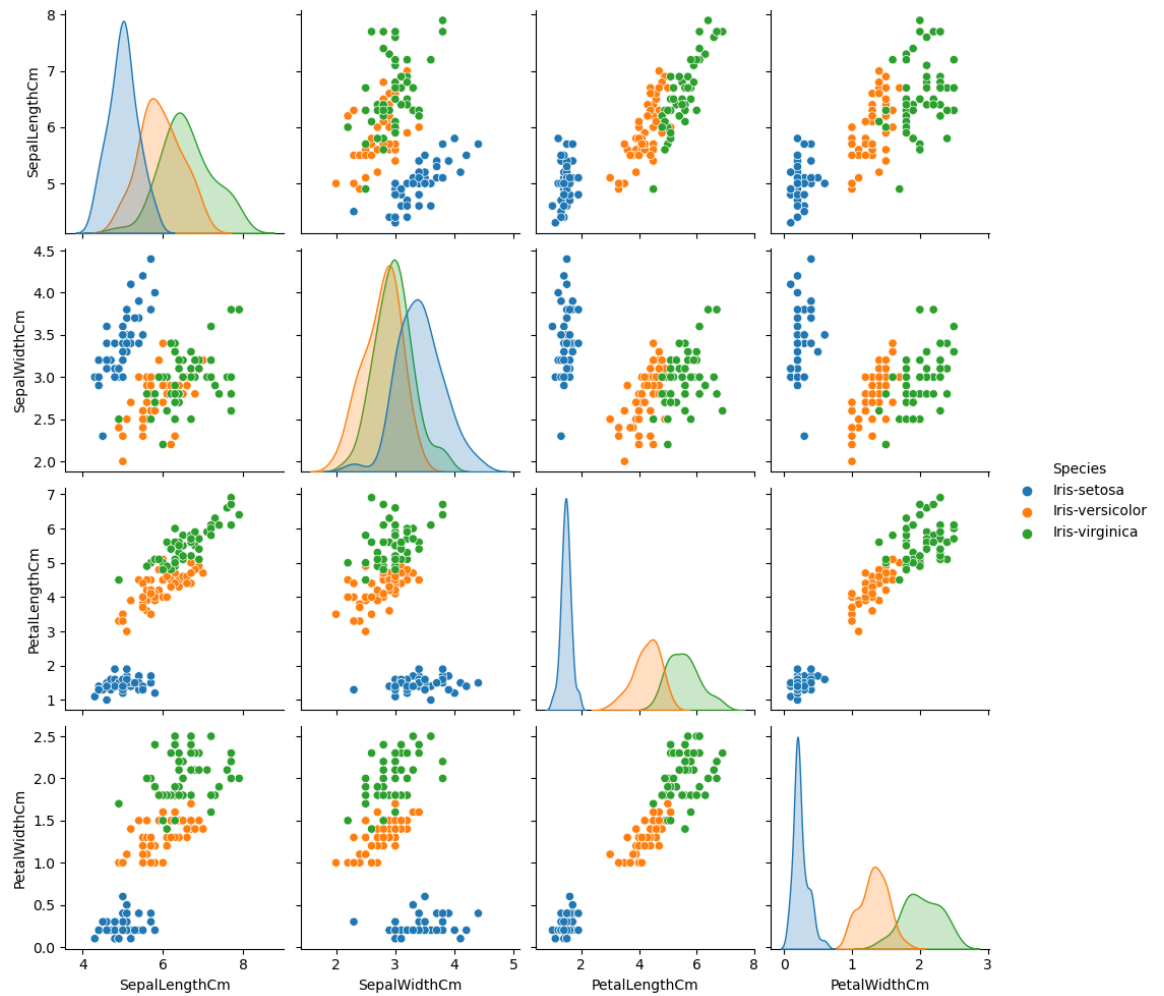 8
7
6
5
SepalLengthCm
4.5
4.0
3.5
3.0
2.5
2.0
SepalWidthCm
Species
Iris-setosa
Iris-versicolor
Iris-virginica
7
6
5
4
3
2
1
PetalLengthCm
2.5
2.0
1.5
1.0
0.5
0.0
PetalWidthCm
4 6 8
2 3 4 5
2 4 6 8
0 1 2 3
SepalLengthCm
SepalWidthCm
PetalLengthCm
PetalWidthCm